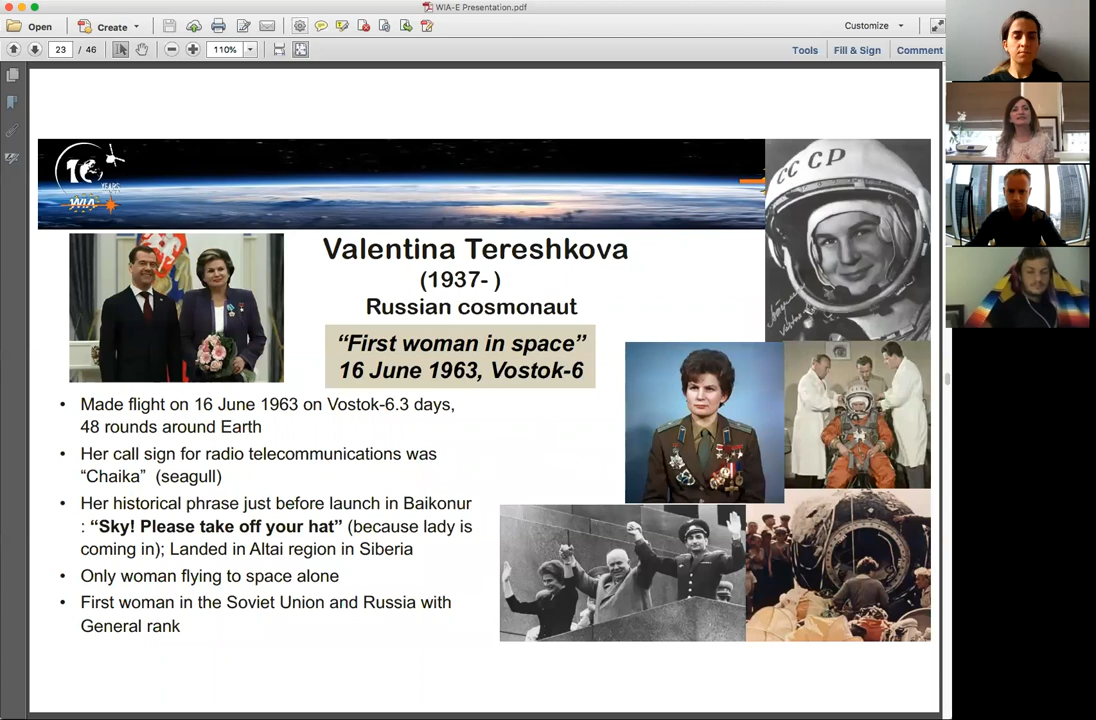 WIA-E Presentation.pdf
Open
Create
Customize
23 / 46
110%
Tools
Fill & Sign
Comment
10
YEARS
WIA
CCCP
Valentina Tereshkova
(1937- )
Russian cosmonaut
“First woman in space”
16 June 1963, Vostok-6
• Made flight on 16 June 1963 on Vostok-6.3 days,
48 rounds around Earth
• Her call sign for radio telecommunications was
“Chaika” (seagull)
• Her historical phrase just before launch in Baikonur
: “Sky! Please take off your hat” (because lady is
coming in); Landed in Altai region in Siberia
• Only woman flying to space alone
• First woman in the Soviet Union and Russia with
General rank